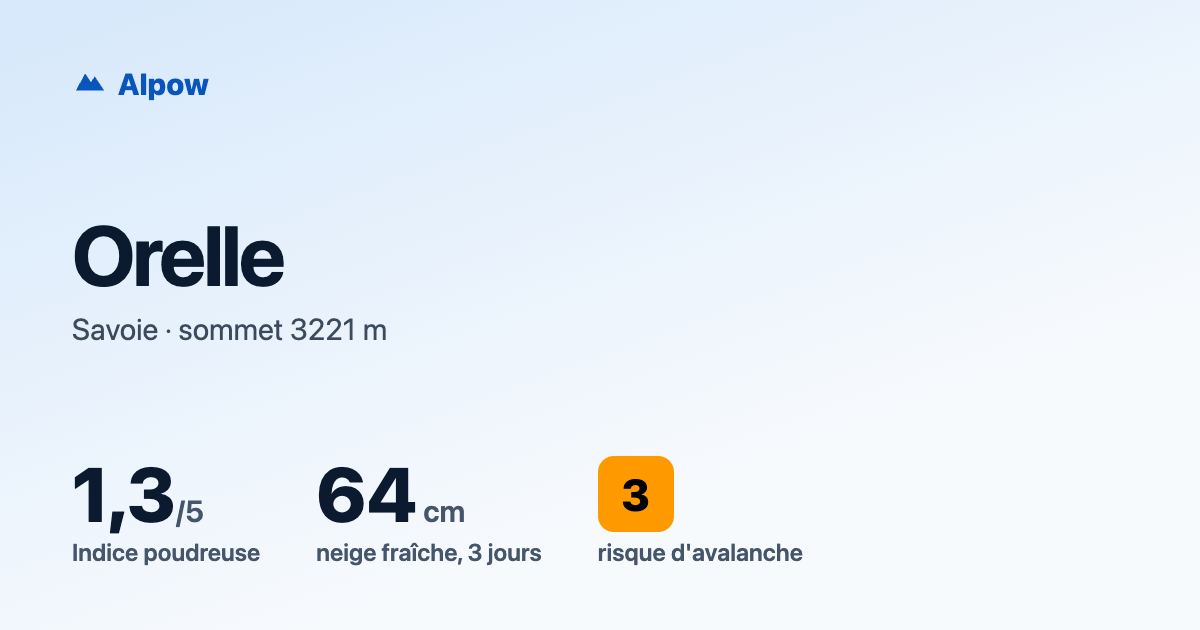 Alpow
Orelle
Savoie · sommet 3221 m
1,3/5
Indice poudreuse
64 cm
neige fraîche, 3 jours
3
risque d'avalanche